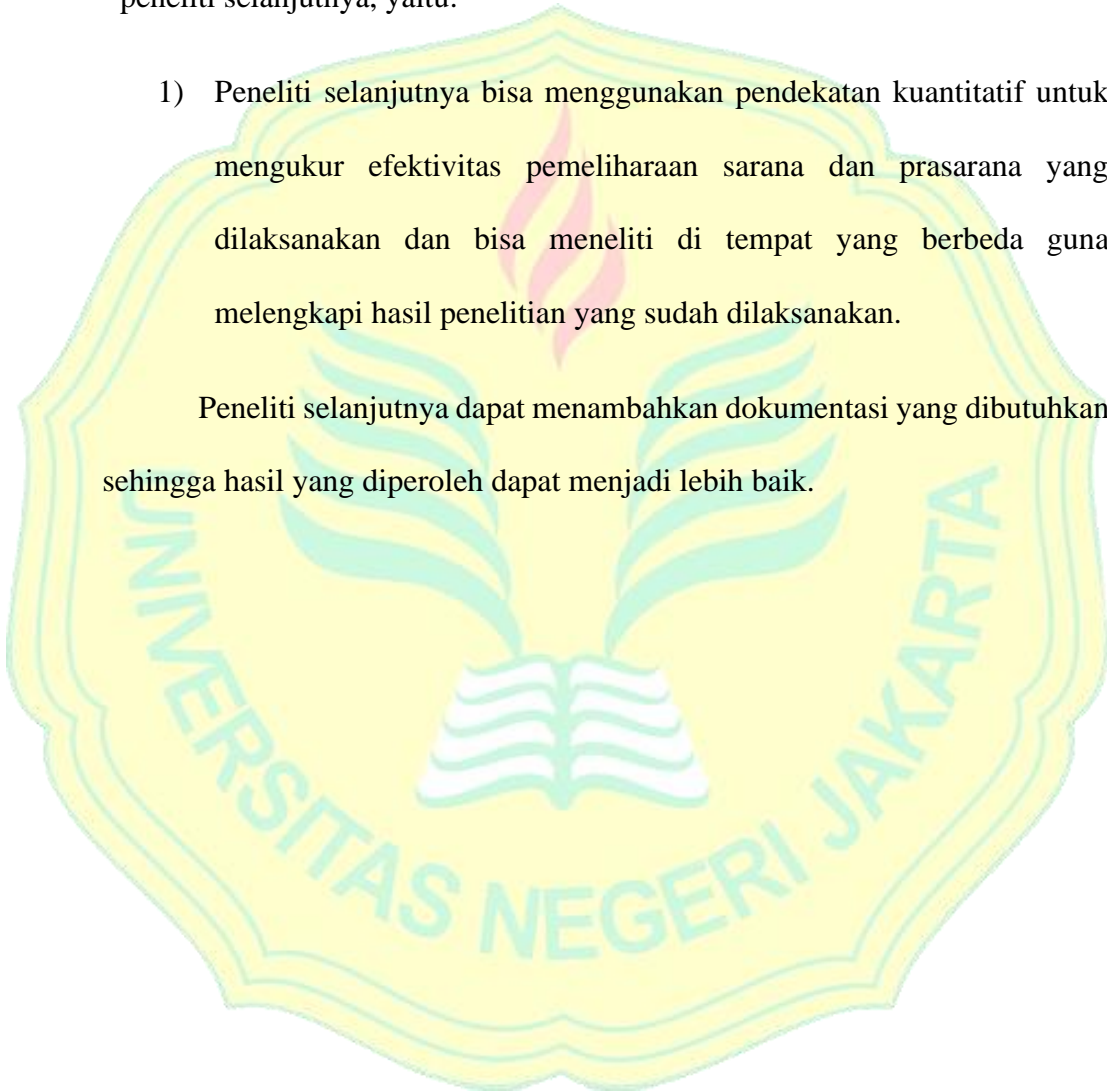 peneliti selanjutnya, yaitu:
1) Peneliti selanjutnya bisa menggunakan pendekatan kuantitatif untuk
mengukur efektivitas pemeliharaan sarana dan prasarana yang
dilaksanakan dan bisa meneliti di tempat yang berbeda guna
melengkapi hasil penelitian yang sudah dilaksanakan.
Peneliti selanjutnya dapat menambahkan dokumentasi yang dibutuhkan
sehingga hasil yang diperoleh dapat menjadi lebih baik.
UNIVERSITAS NEGERI JAKARTA